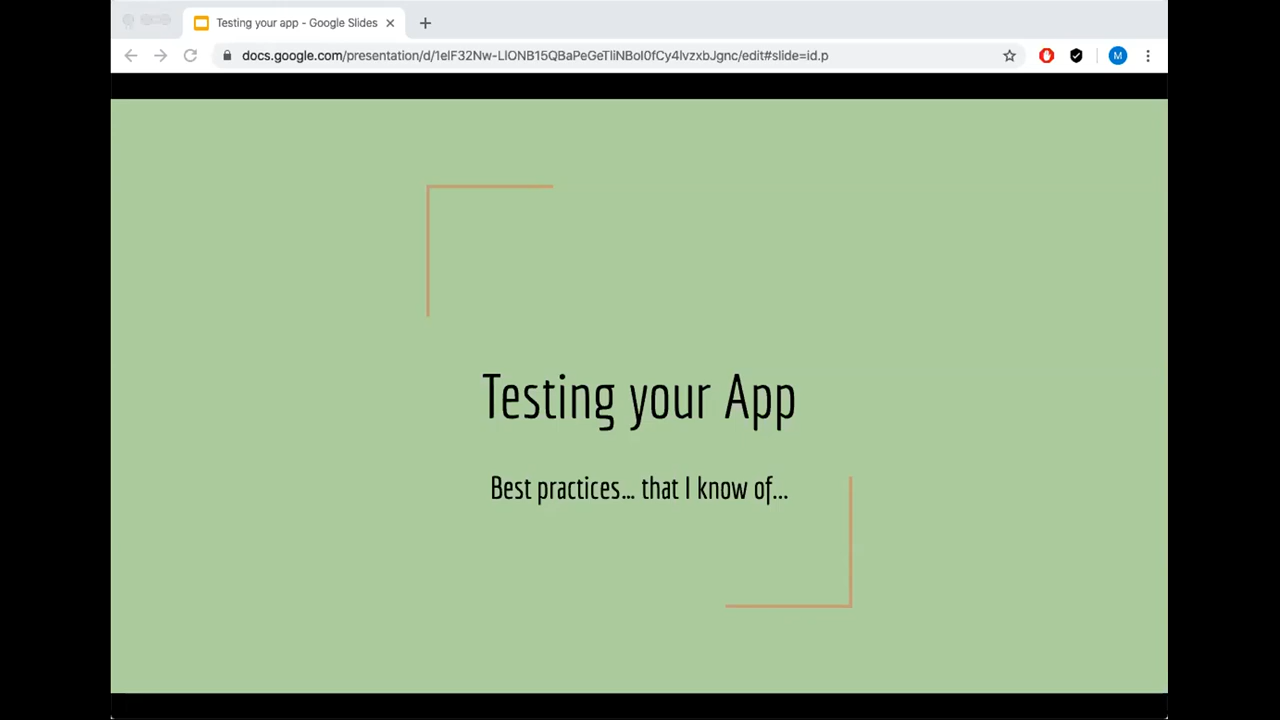 Testing your app - Google Slides
docs.google.com/presentation/d/1elF32Nw-LlONB15QBaPeGeTliNBoI0fCy4lvzxbJgnc/edit#slide=id.p
M
Testing your App
Best practices... that I know of...